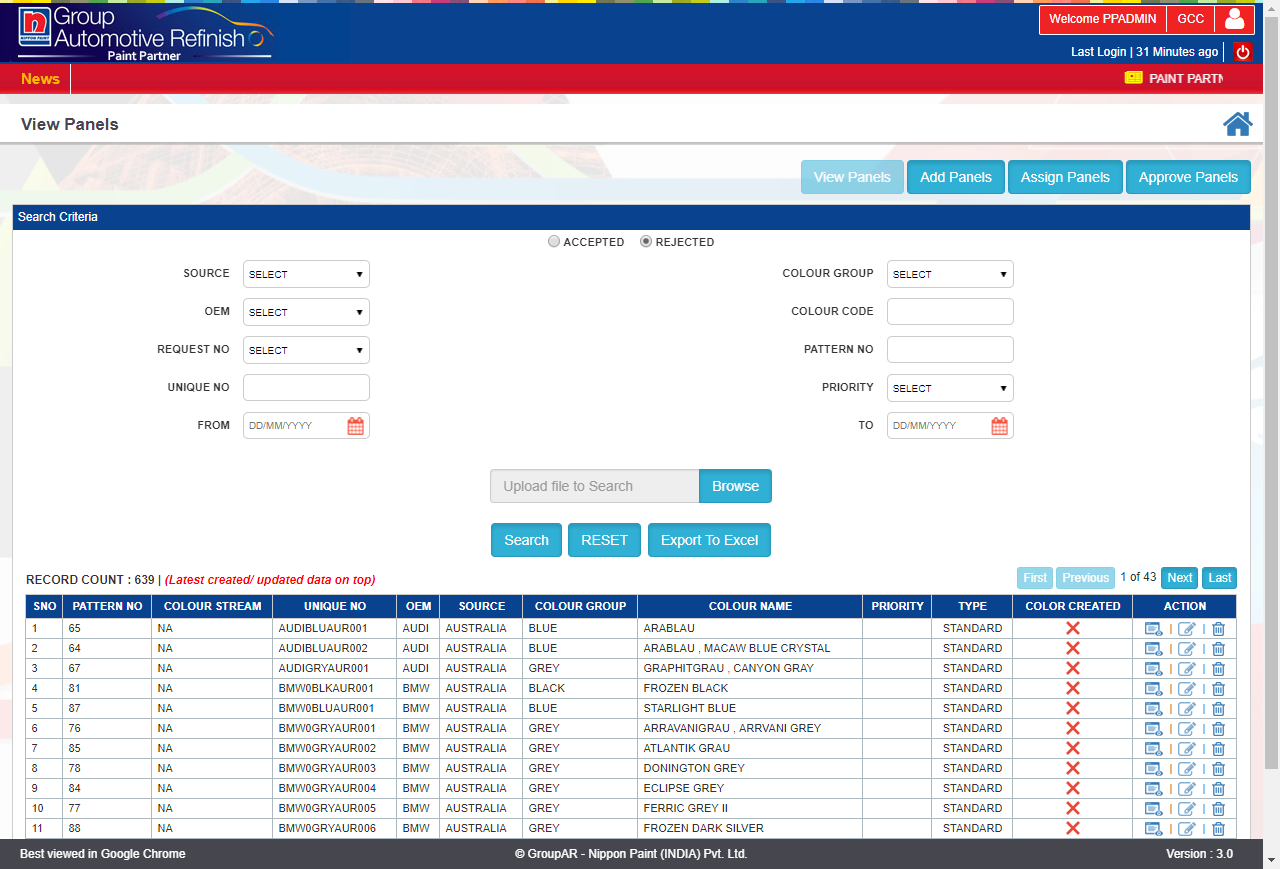 Group
Automotive Refinish
NIPPON PAINT
Paint Partner
Welcome PPADMIN GCC
Last Login | 31 Minutes ago
News
PAINT PARTN
View Panels
View Panels Add Panels Assign Panels Approve Panels
Search Criteria
ACCEPTED REJECTED
SOURCE SELECT COLOUR GROUP SELECT
OEM SELECT COLOUR CODE
REQUEST NO SELECT PATTERN NO
UNIQUE NO PRIORITY SELECT
FROM DD/MM/YYYY TO DD/MM/YYYY
Upload file to Search Browse
Search RESET Export To Excel
RECORD COUNT : 639 | (Latest created/ updated data on top) First Previous 1 of 43 Next Last
SNO PATTERN NO COLOUR STREAM UNIQUE NO OEM SOURCE COLOUR GROUP COLOUR NAME PRIORITY TYPE COLOR CREATED ACTION
1 65 NA AUDIBLUAUR001 AUDI AUSTRALIA BLUE ARABLAU STANDARD | |
2 64 NA AUDIBLUAUR002 AUDI AUSTRALIA BLUE ARABLAU , MACAW BLUE CRYSTAL STANDARD | |
3 67 NA AUDIGRYAUR001 AUDI AUSTRALIA GREY GRAPHITGRAU , CANYON GRAY STANDARD | |
4 81 NA BMW0BLKAUR001 BMW AUSTRALIA BLACK FROZEN BLACK STANDARD | |
5 87 NA BMW0BLUAUR001 BMW AUSTRALIA BLUE STARLIGHT BLUE STANDARD | |
6 76 NA BMW0GRYAUR001 BMW AUSTRALIA GREY ARRAVANIGRAU , ARRVANI GREY STANDARD | |
7 85 NA BMW0GRYAUR002 BMW AUSTRALIA GREY ATLANTIK GRAU STANDARD | |
8 78 NA BMW0GRYAUR003 BMW AUSTRALIA GREY DONINGTON GREY STANDARD | |
9 84 NA BMW0GRYAUR004 BMW AUSTRALIA GREY ECLIPSE GREY STANDARD | |
10 77 NA BMW0GRYAUR005 BMW AUSTRALIA GREY FERRIC GREY II STANDARD | |
11 88 NA BMW0GRYAUR006 BMW AUSTRALIA GREY FROZEN DARK SILVER STANDARD | |
Best viewed in Google Chrome © GroupAR - Nippon Paint (INDIA) Pvt. Ltd. Version : 3.0